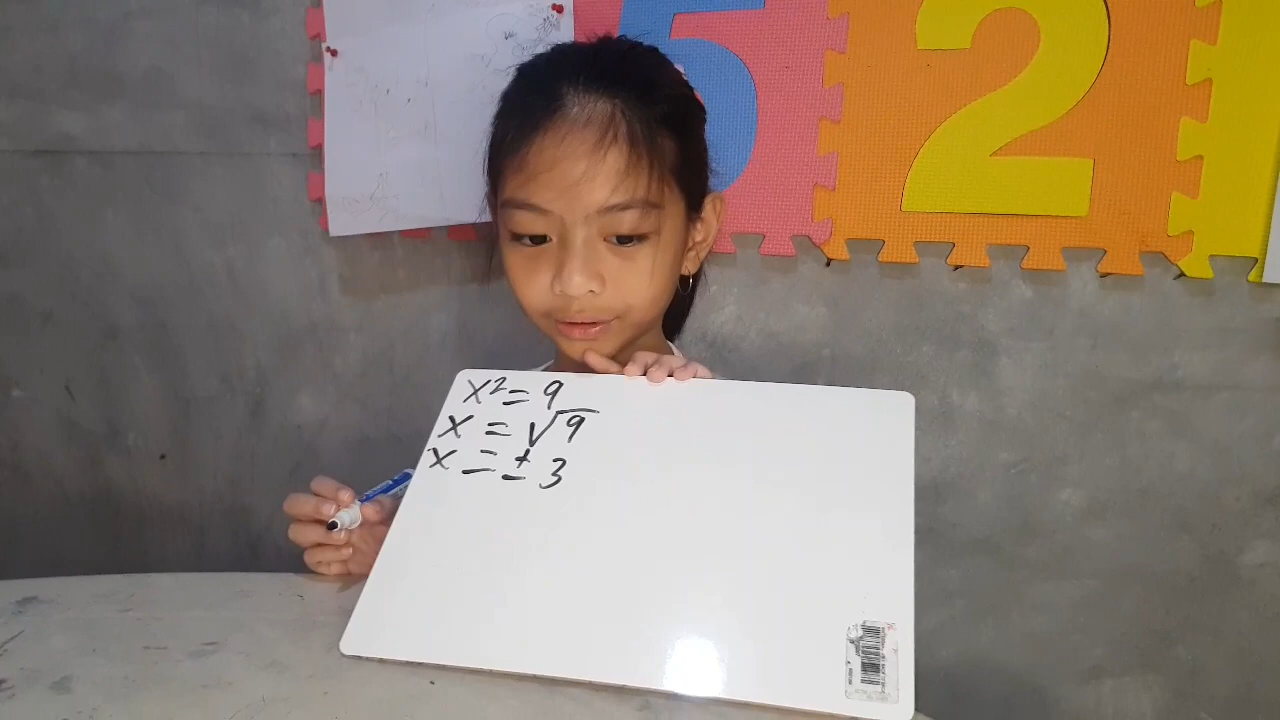 5 2
x² = 9
x = √9
x = ± 3